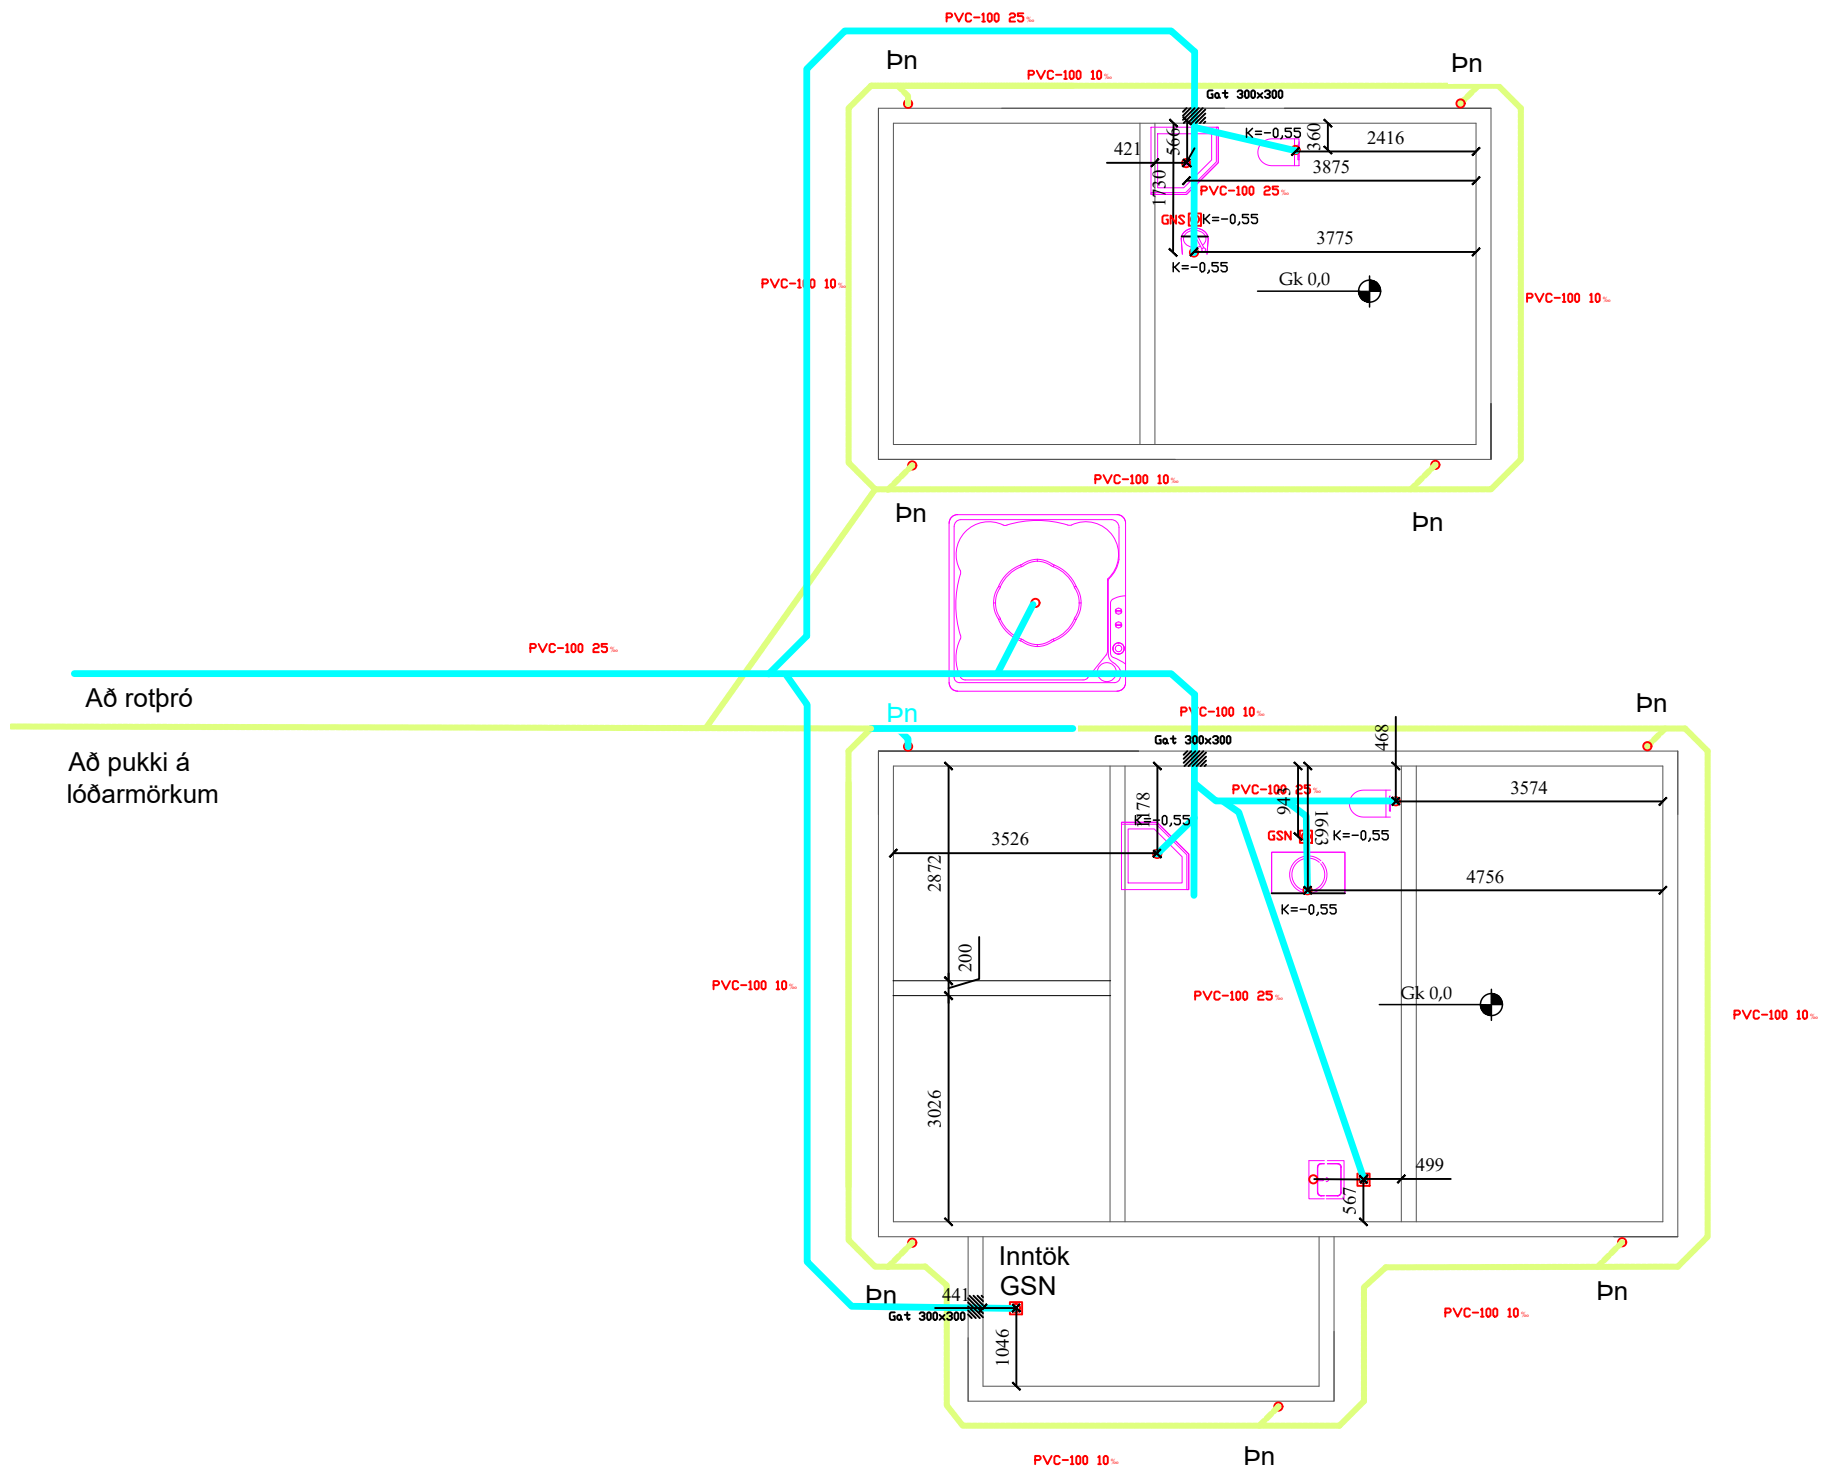 PVC-100 25‰
Þn
Þn
PVC-100 10‰
Gat 300x300
K=-0,55
360
2416
421
566
3875
1730
PVC-100 25‰
GNS
K=-0,55
3775
K=-0,55
Gk 0,0
PVC-100 10‰
PVC-100 10‰
PVC-100 10‰
Þn
Þn
PVC-100 25‰
Að rotþró
Þn
PVC-100 10‰
Þn
Gat 300x300
468
Að pukki á
lóðarmörkum
PVC-100 25‰
3574
1178
K=-0,55
945
1663
GSN
K=-0,55
3526
2872
4756
K=-0,55
200
PVC-100 10‰
PVC-100 25‰
Gk 0,0
PVC-100 10‰
3026
499
567
Inntök
GSN
Þn
441
Gat 300x300
Þn
PVC-100 10‰
1046
PVC-100 10‰
Þn